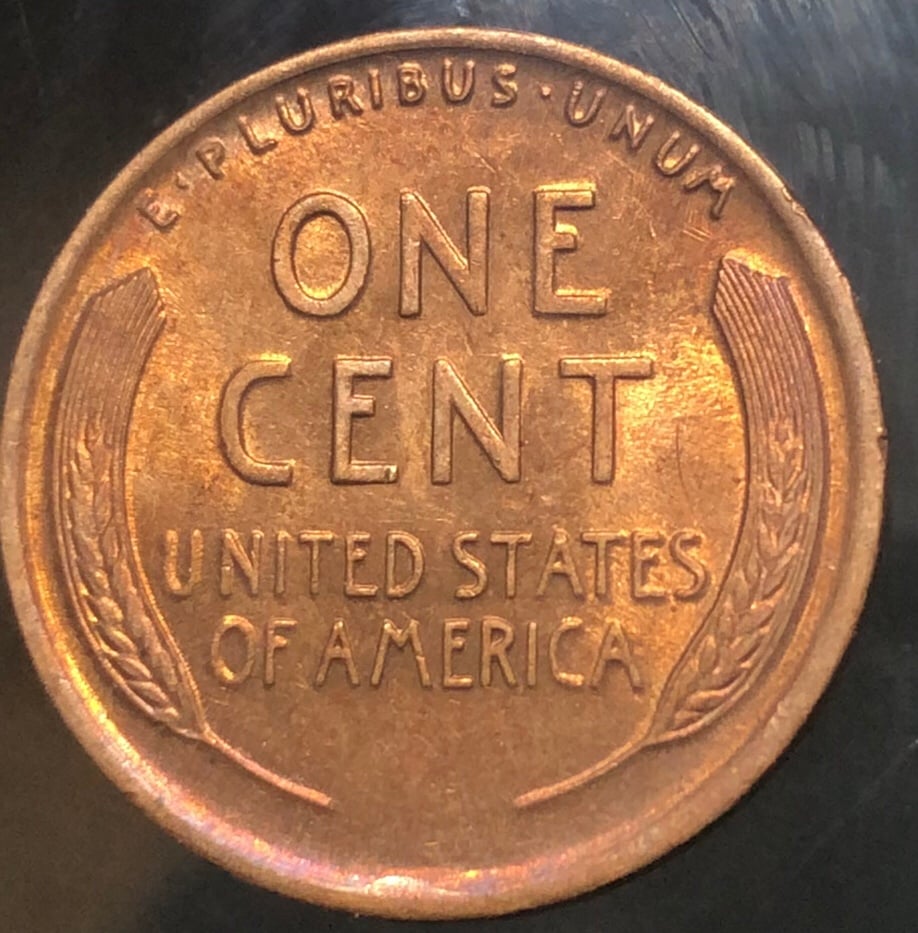 E·PLURIBUS·UNUM
ONE
CENT
UNITED STATES
OF AMERICA